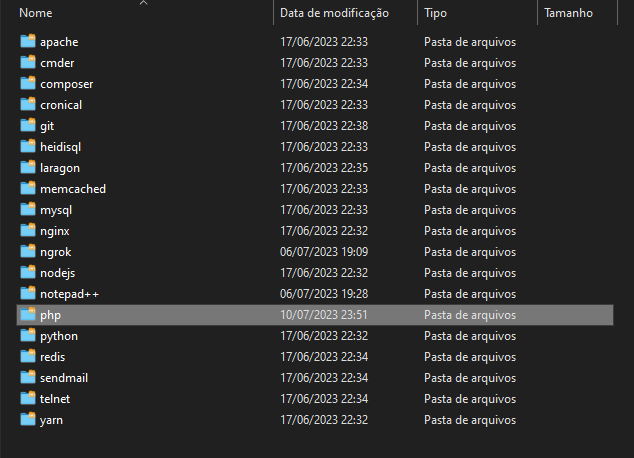 Nome Data de modificação Tipo Tamanho
apache 17/06/2023 22:33 Pasta de arquivos
cmder 17/06/2023 22:33 Pasta de arquivos
composer 17/06/2023 22:34 Pasta de arquivos
cronical 17/06/2023 22:33 Pasta de arquivos
git 17/06/2023 22:38 Pasta de arquivos
heidisql 17/06/2023 22:33 Pasta de arquivos
laragon 17/06/2023 22:35 Pasta de arquivos
memcached 17/06/2023 22:33 Pasta de arquivos
mysql 17/06/2023 22:33 Pasta de arquivos
nginx 17/06/2023 22:32 Pasta de arquivos
ngrok 06/07/2023 19:09 Pasta de arquivos
nodejs 17/06/2023 22:32 Pasta de arquivos
notepad++ 06/07/2023 19:28 Pasta de arquivos
php 10/07/2023 23:51 Pasta de arquivos
python 17/06/2023 22:32 Pasta de arquivos
redis 17/06/2023 22:34 Pasta de arquivos
sendmail 17/06/2023 22:34 Pasta de arquivos
telnet 17/06/2023 22:34 Pasta de arquivos
yarn 17/06/2023 22:32 Pasta de arquivos